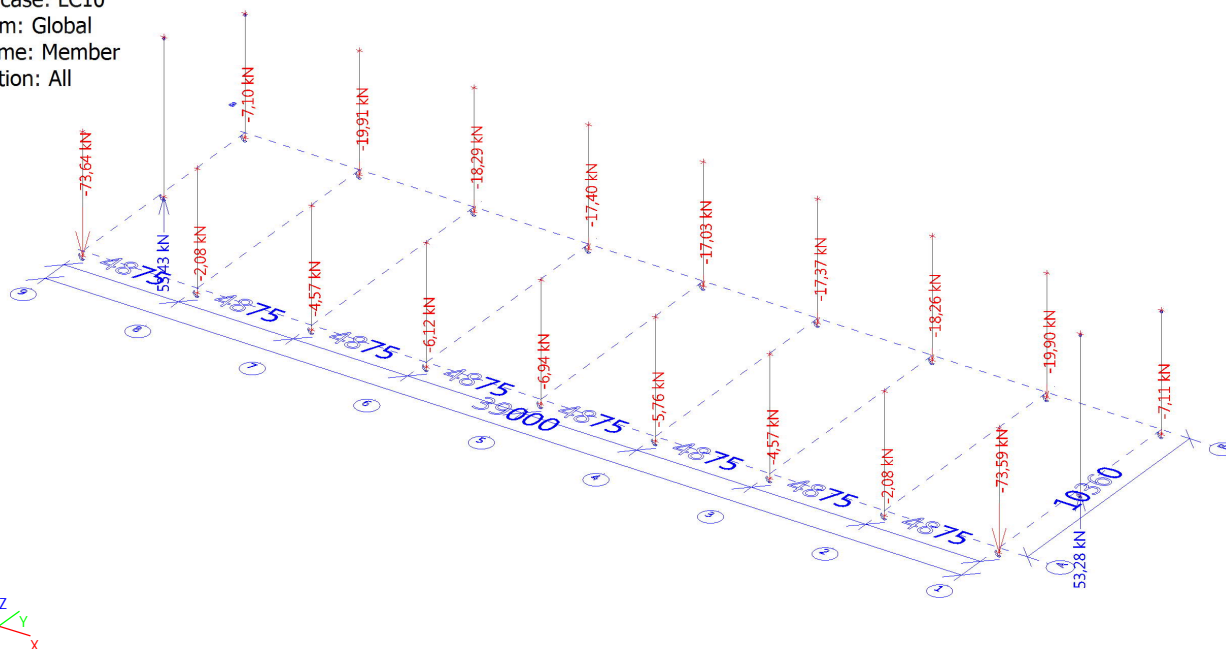 case: LC10
m: Global
me: Member
tion: All
-7,10 kN
-19,91 kN
-73,64 kN
-18,29 kN
-17,40 kN
53,43 kN
-2,08 kN
-17,03 kN
-4,57 kN
-17,37 kN
-6,12 kN
-18,26 kN
-6,94 kN
-19,90 kN
-5,76 kN
-7,11 kN
-4,57 kN
-2,08 kN
-73,59 kN
53,28 kN
4875
4875
4875
4875
4875
4875
4875
4875
39000
10360
9
8
7
6
5
4
3
2
1
A
Z
Y
X